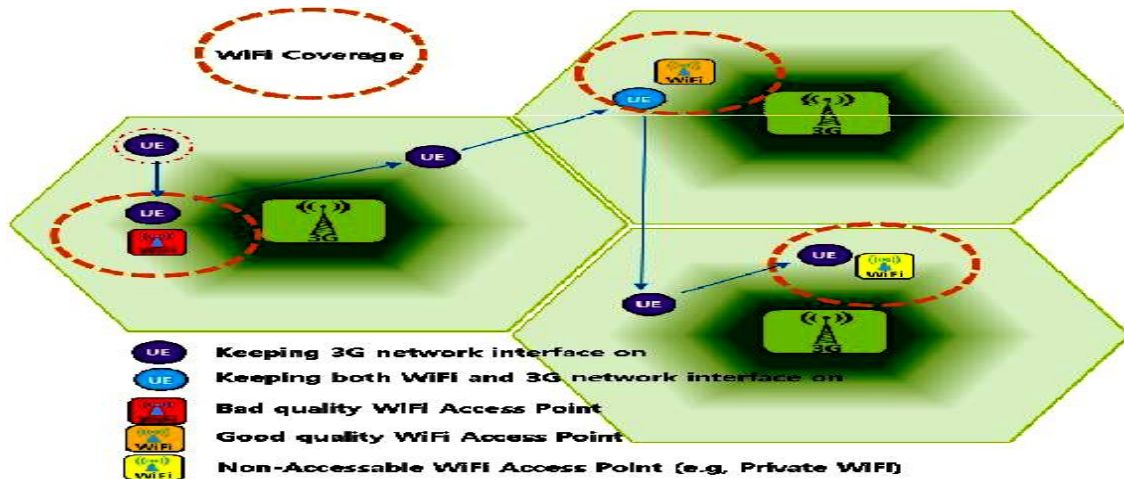 WiFi Coverage
WiFi
UE
3G
UE
UE
UE
3G
UE
WiFi
UE
3G
UE Keeping 3G network interface on
UE Keeping both WiFi and 3G network interface on
Bad quality WiFi Access Point
WiFi Good quality WiFi Access Point
WiFi Non-Accessable WiFi Access Point (e.g, Private WiFi)